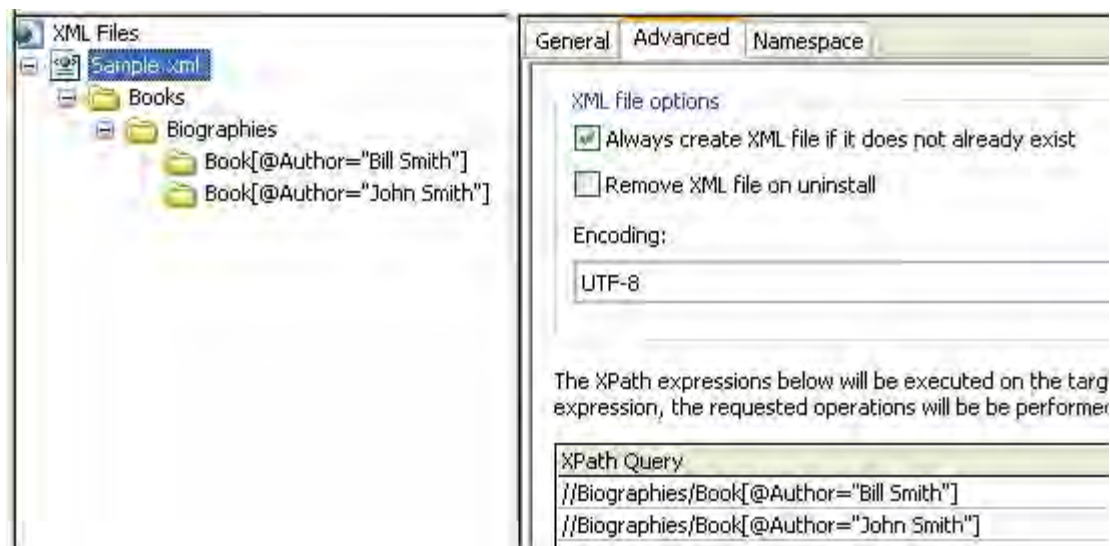 XML Files
Sample.xml
Books
Biographies
Book[@Author="Bill Smith"]
Book[@Author="John Smith"]
General Advanced Namespace
XML file options
Always create XML file if it does not already exist
Remove XML file on uninstall
Encoding:
UTF-8
The XPath expressions below will be executed on the targ
expression, the requested operations will be be performed
XPath Query
//Biographies/Book[@Author="Bill Smith"]
//Biographies/Book[@Author="John Smith"]